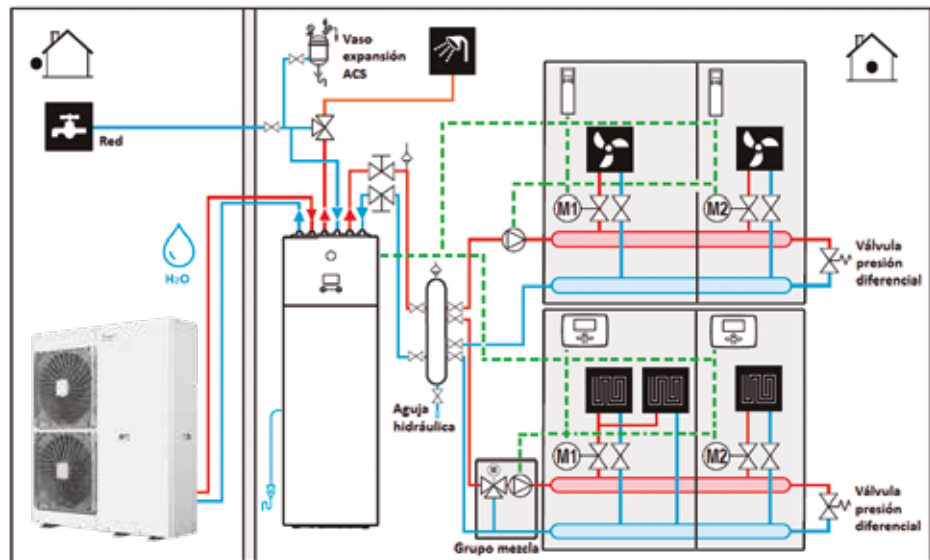 Vaso
expansión
ACS
Red
H₂O
M1
M2
Válvula
presión
diferencial
Aguja
hidráulica
M1
M2
Válvula
presión
diferencial
Grupo mezcla